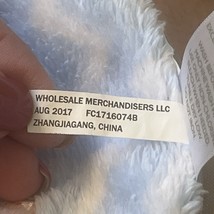 WHOLESALE MERCHANDISERS LLC
AUG 2017 FC1716074B
ZHANGJIAGANG, CHINA